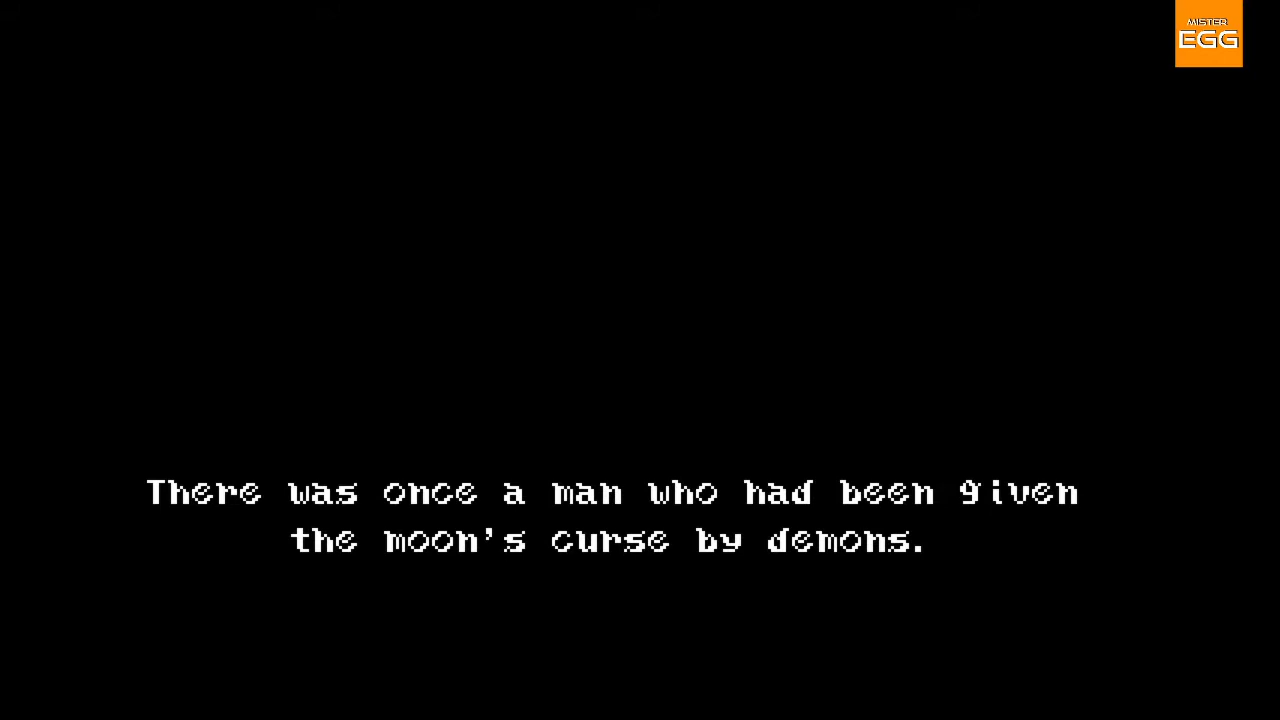 MISTER
EGG
There was once a man who had been given
the moon's curse by demons.